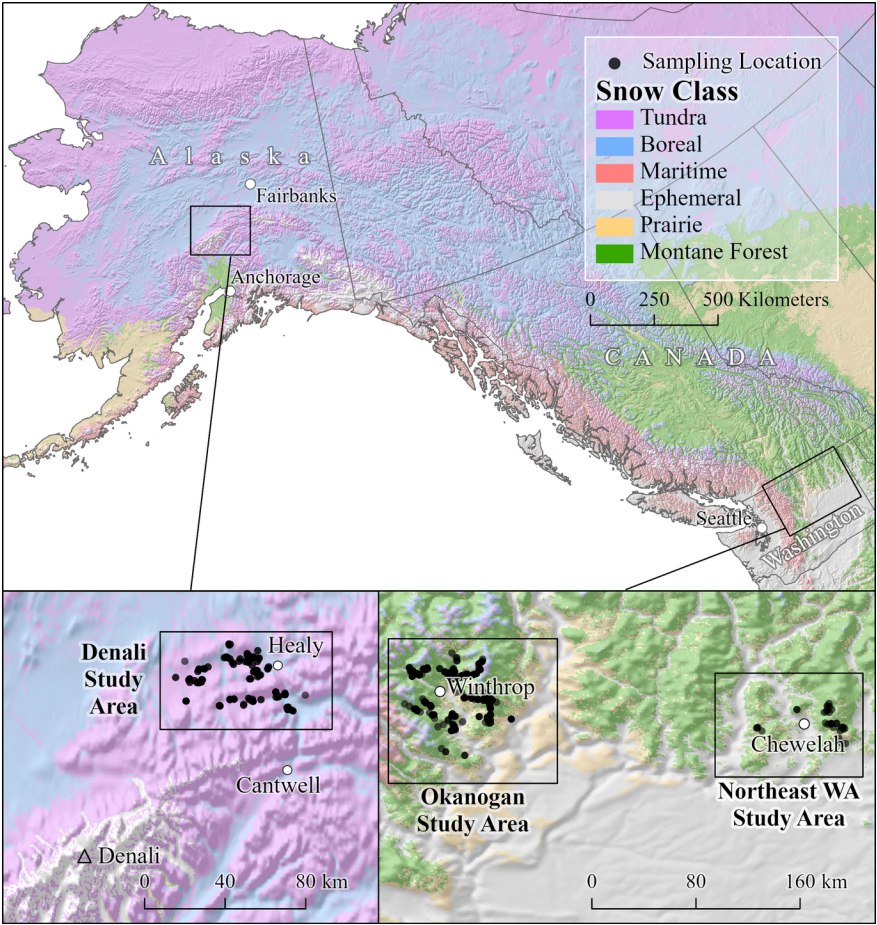 Sampling Location
Snow Class
Tundra
Boreal
Maritime
Ephemeral
Prairie
Montane Forest
0 250 500 Kilometers
Alaska
Fairbanks
Anchorage
CANADA
Seattle
Washington
Denali
Study
Area
Healy
Cantwell
Denali
0 40 80 km
Winthrop
Okanogan
Study Area
Chewelah
Northeast WA
Study Area
0 80 160 km